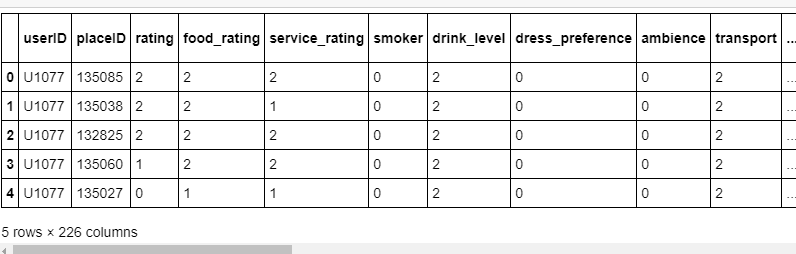 userID placeID rating food_rating service_rating smoker drink_level dress_preference ambience transport ...
0 U1077 135085 2 2 2 0 2 0 0 2 ...
1 U1077 135038 2 2 1 0 2 0 0 2 ...
2 U1077 132825 2 2 2 0 2 0 0 2 ...
3 U1077 135060 1 2 2 0 2 0 0 2 ...
4 U1077 135027 0 1 1 0 2 0 0 2 ...
5 rows × 226 columns